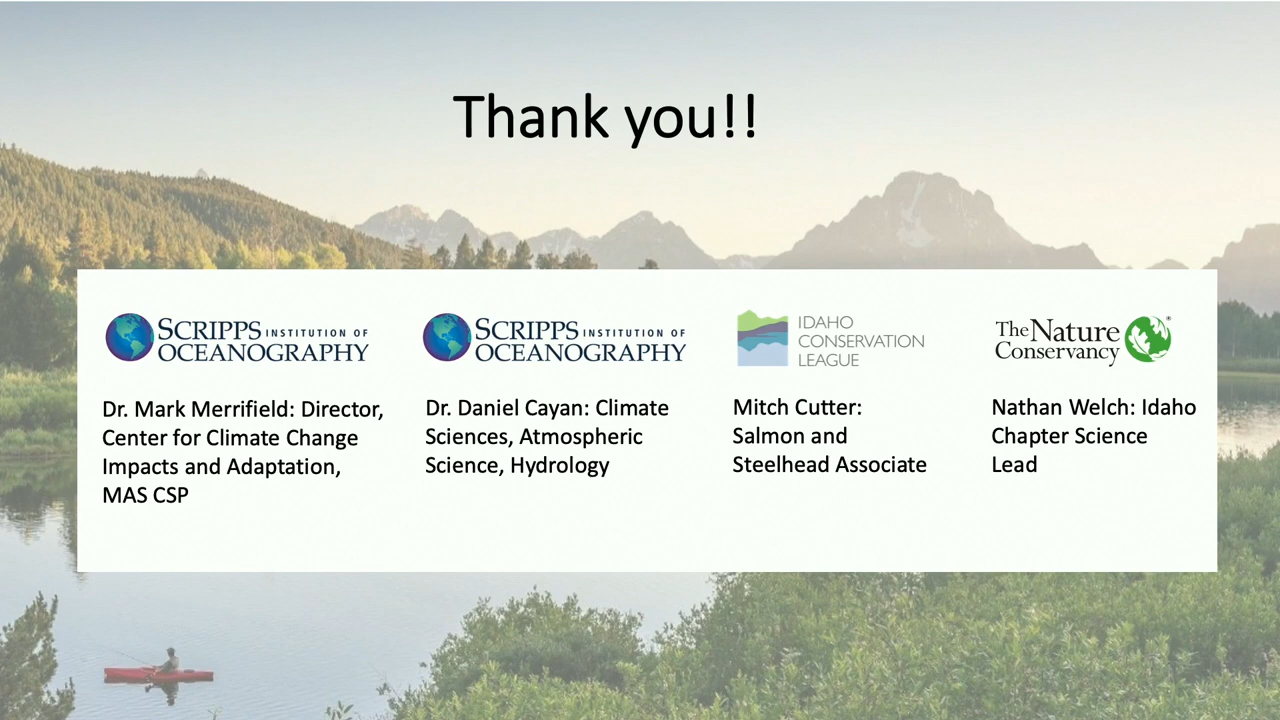 Thank you!!
SCRIPPS INSTITUTION OF
OCEANOGRAPHY
Dr. Mark Merrifield: Director,
Center for Climate Change
Impacts and Adaptation,
MAS CSP
SCRIPPS INSTITUTION OF
OCEANOGRAPHY
Dr. Daniel Cayan: Climate
Sciences, Atmospheric
Science, Hydrology
IDAHO
CONSERVATION
LEAGUE
Mitch Cutter:
Salmon and
Steelhead Associate
The Nature
Conservancy
Nathan Welch: Idaho
Chapter Science
Lead